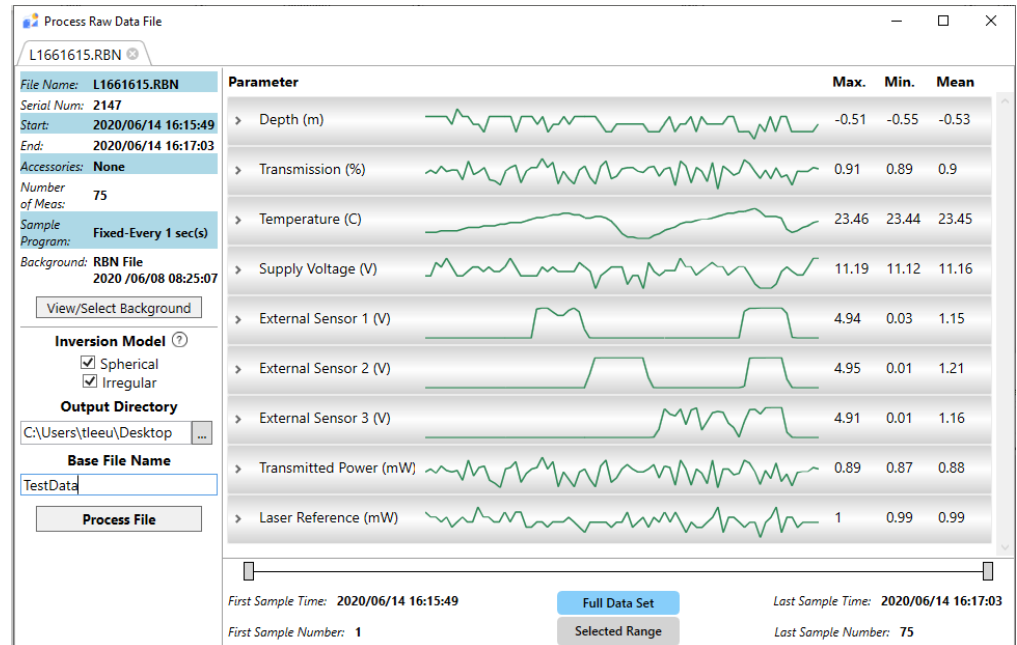 Process Raw Data File
L1661615.RBN
File Name: L1661615.RBN
Serial Num: 2147
Start: 2020/06/14 16:15:49
End: 2020/06/14 16:17:03
Accessories: None
Number
of Meas: 75
Sample
Program: Fixed-Every 1 sec(s)
Background: RBN File
2020 /06/08 08:25:07
View/Select Background
Inversion Model ?
Spherical
Irregular
Output Directory
C:\Users\tleeu\Desktop ...
Base File Name
TestData
Process File
Parameter Max. Min. Mean
Depth (m) -0.51 -0.55 -0.53
Transmission (%) 0.91 0.89 0.9
Temperature (C) 23.46 23.44 23.45
Supply Voltage (V) 11.19 11.12 11.16
External Sensor 1 (V) 4.94 0.03 1.15
External Sensor 2 (V) 4.95 0.01 1.21
External Sensor 3 (V) 4.91 0.01 1.16
Transmitted Power (mW) 0.89 0.87 0.88
Laser Reference (mW) 1 0.99 0.99
First Sample Time: 2020/06/14 16:15:49 Full Data Set Last Sample Time: 2020/06/14 16:17:03
First Sample Number: 1 Selected Range Last Sample Number: 75